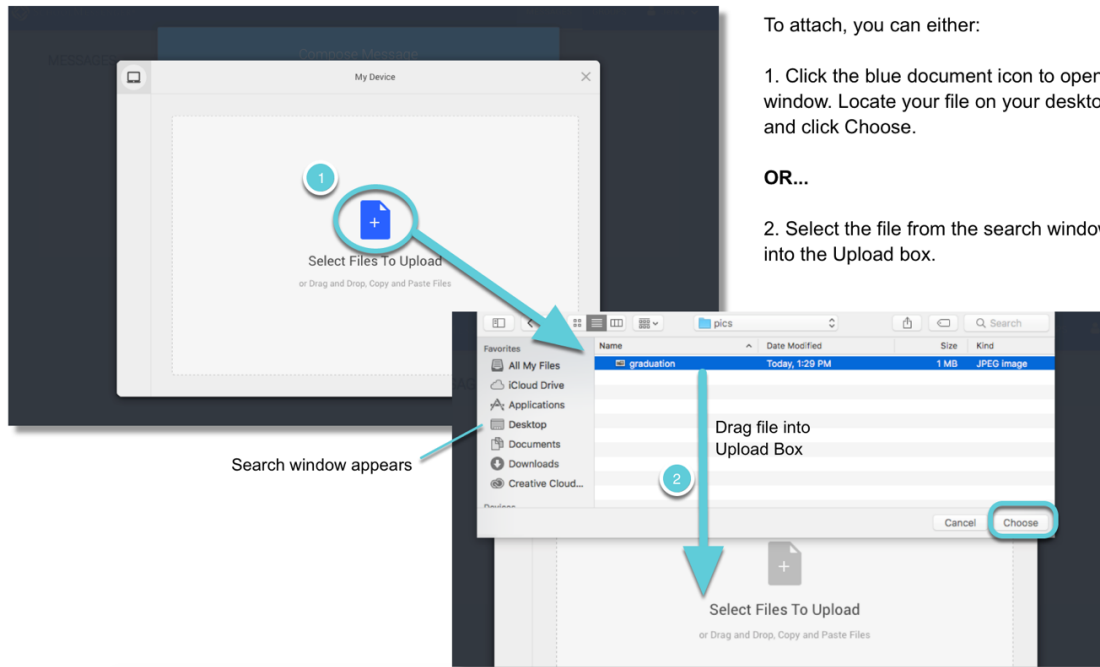 To attach, you can either:
1. Click the blue document icon to open
window. Locate your file on your deskto
and click Choose.
OR...
2. Select the file from the search window
into the Upload box.
Compose Message
MESSAGE
My Device
1
Select Files To Upload
or Drag and Drop, Copy and Paste Files
Search window appears
pics
Search
Favorites
All My Files
iCloud Drive
Applications
Desktop
Documents
Downloads
Creative Cloud...
Devices
Name Date Modified Size Kind
graduation Today, 1:29 PM 1 MB JPEG image
Drag file into
Upload Box
2
Cancel Choose
Select Files To Upload
or Drag and Drop, Copy and Paste Files